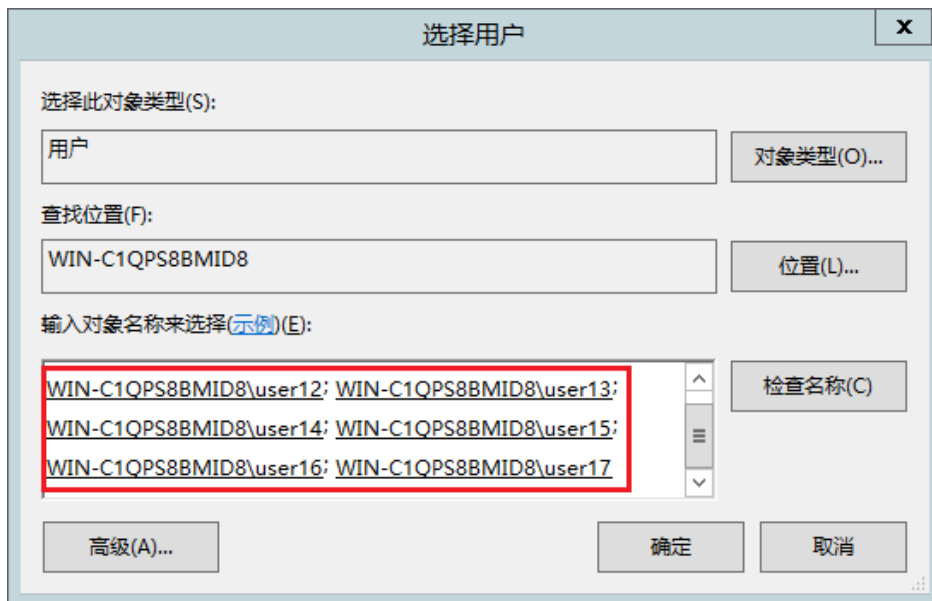 选择用户
x
选择此对象类型(S):
用户
对象类型(O)...
查找位置(F):
WIN-C1QPS8BMID8
位置(L)...
输入对象名称来选择(示例)(E):
WIN-C1QPS8BMID8\user12; WIN-C1QPS8BMID8\user13;
WIN-C1QPS8BMID8\user14; WIN-C1QPS8BMID8\user15;
WIN-C1QPS8BMID8\user16; WIN-C1QPS8BMID8\user17
检查名称(C)
高级(A)...
确定
取消